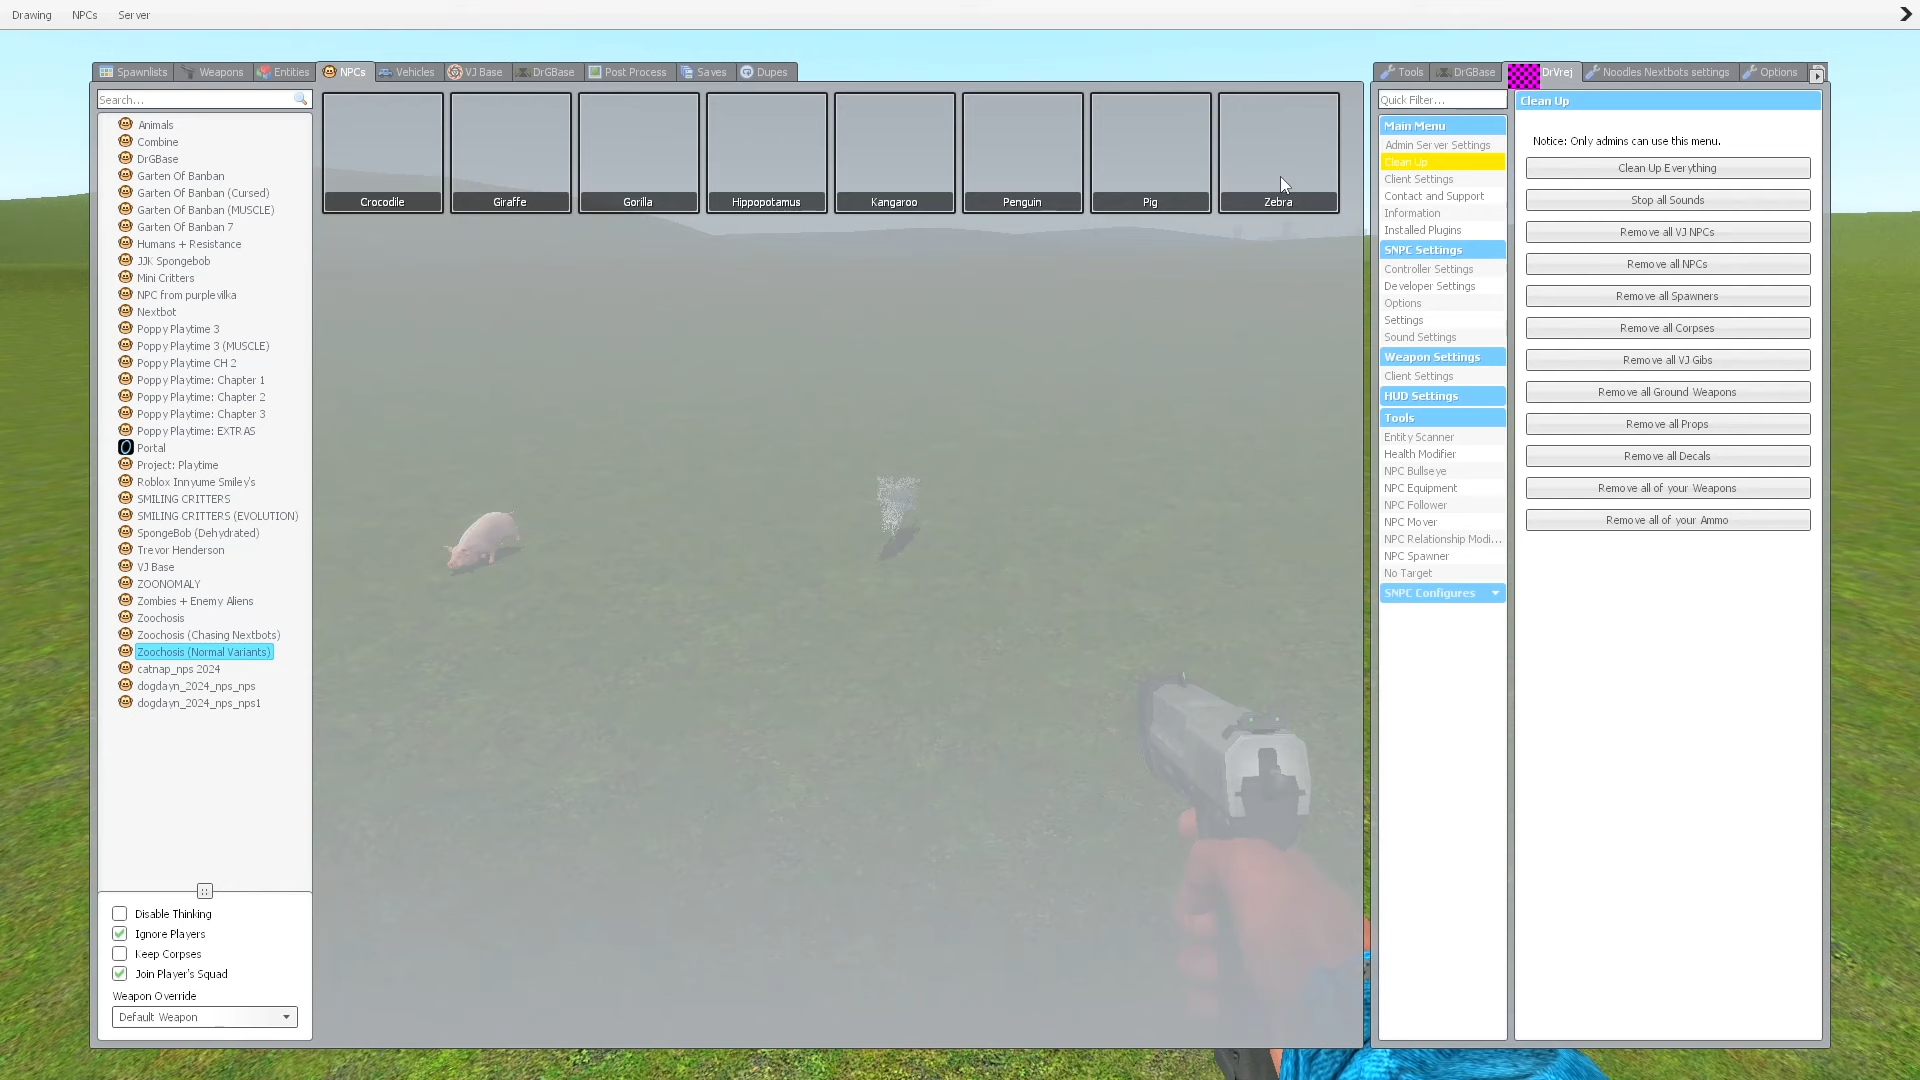 Drawing NPCs Server
Spawnlists Weapons Entities NPCs Vehicles VJ Base DrGBase Post Process Saves Dupes
Search...
Animals
Combine
DrGBase
Garten Of Banban
Garten Of Banban (Cursed)
Garten Of Banban (MUSCLE)
Garten Of Banban 7
Humans + Resistance
JJK Spongebob
Mini Critters
NPC from purplevilka
Nextbot
Poppy Playtime 3
Poppy Playtime 3 (MUSCLE)
Poppy Playtime CH 2
Poppy Playtime: Chapter 1
Poppy Playtime: Chapter 2
Poppy Playtime: Chapter 3
Poppy Playtime: EXTRAS
Portal
Project: Playtime
Roblox Innyume Smiley's
SMILING CRITTERS
SMILING CRITTERS (EVOLUTION)
SpongeBob (Dehydrated)
Trevor Henderson
VJ Base
ZOONOMALY
Zombies + Enemy Aliens
Zoochosis
Zoochosis (Chasing Nextbots)
Zoochosis (Normal Variants)
catnap_nps 2024
dogdayn_2024_nps_nps
dogdayn_2024_nps_nps1
Disable Thinking
Ignore Players
Keep Corpses
Join Player's Squad
Weapon Override
Default Weapon
Crocodile Giraffe Gorilla Hippopotamus Kangaroo Penguin Pig Zebra
Tools DrGBase DrVrej Noodles Nextbots settings Options
Quick Filter...
Main Menu
Admin Server Settings
Clean Up
Client Settings
Contact and Support
Information
Installed Plugins
SNPC Settings
Controller Settings
Developer Settings
Options
Settings
Sound Settings
Weapon Settings
Client Settings
HUD Settings
Tools
Entity Scanner
Health Modifier
NPC Bullseye
NPC Equipment
NPC Follower
NPC Mover
NPC Relationship Modi...
NPC Spawner
No Target
SNPC Configures
Clean Up
Notice: Only admins can use this menu.
Clean Up Everything
Stop all Sounds
Remove all VJ NPCs
Remove all NPCs
Remove all Spawners
Remove all Corpses
Remove all VJ Gibs
Remove all Ground Weapons
Remove all Props
Remove all Decals
Remove all of your Weapons
Remove all of your Ammo